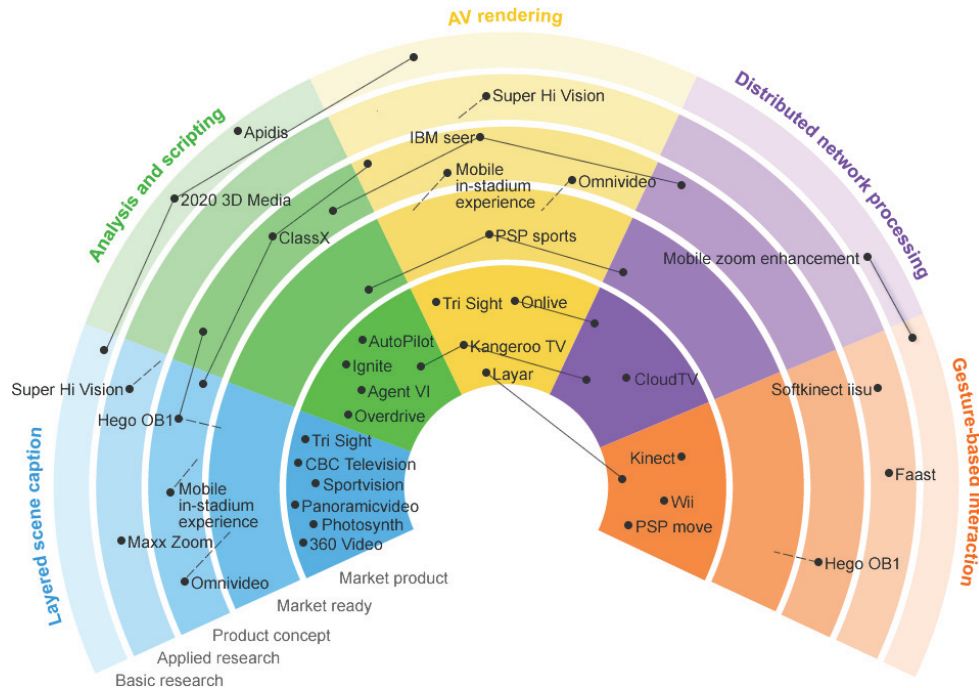 AV rendering
Analysis and scripting
Distributed network processing
Layered scene caption
Gesture-based interaction
Super Hi Vision
Apidis
IBM seer
Mobile
in-stadium
experience
Omnivideo
2020 3D Media
ClassX
PSP sports
Mobile zoom enhancement
Tri Sight
Onlive
AutoPilot
Kangeroo TV
Ignite
Layar
CloudTV
Agent VI
Overdrive
Super Hi Vision
Softkinect iisu
Hego OB1
Tri Sight
CBC Television
Sportvision
Panoramicvideo
Photosynth
360 Video
Mobile
in-stadium
experience
Maxx Zoom
Omnivideo
Kinect
Wii
PSP move
Faast
Hego OB1
Market product
Market ready
Product concept
Applied research
Basic research